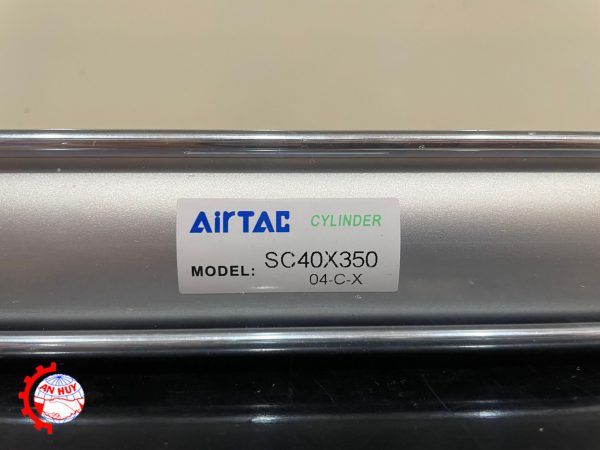 AirTAC CYLINDER
MODEL: SC40X350
04-C-X
AN HUY